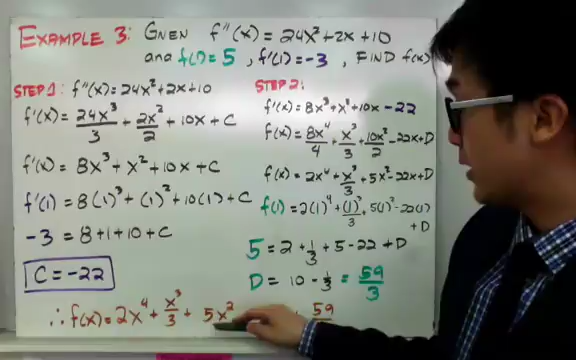 EXAMPLE 3: GIVEN f''(x) = 24x²+2x+10
and f(1) = 5, f'(1) = -3, FIND f(x)
STEP 1: f''(x) = 24x²+2x+10
f'(x) = 24x³/3 + 2x²/2 + 10x + C
f'(x) = 8x³ + x² + 10x + C
f'(1) = 8(1)³ + (1)² + 10(1) + C
-3 = 8+1+10+C
C = -22
STEP 2:
f'(x) = 8x³+x²+10x -22
f(x) = 8x⁴/4 + x³/3 + 10x²/2 -22x+D
f(x) = 2x⁴ + x³/3 + 5x² -22x+D
f(1) = 2(1)⁴ + (1)³/3 + 5(1)² -22(1)
+D
5 = 2 + 1/3 + 5 -22 + D
D = 10 - 1/3 = 59/3
∴ f(x) = 2x⁴ + x³/3 + 5x² + 59